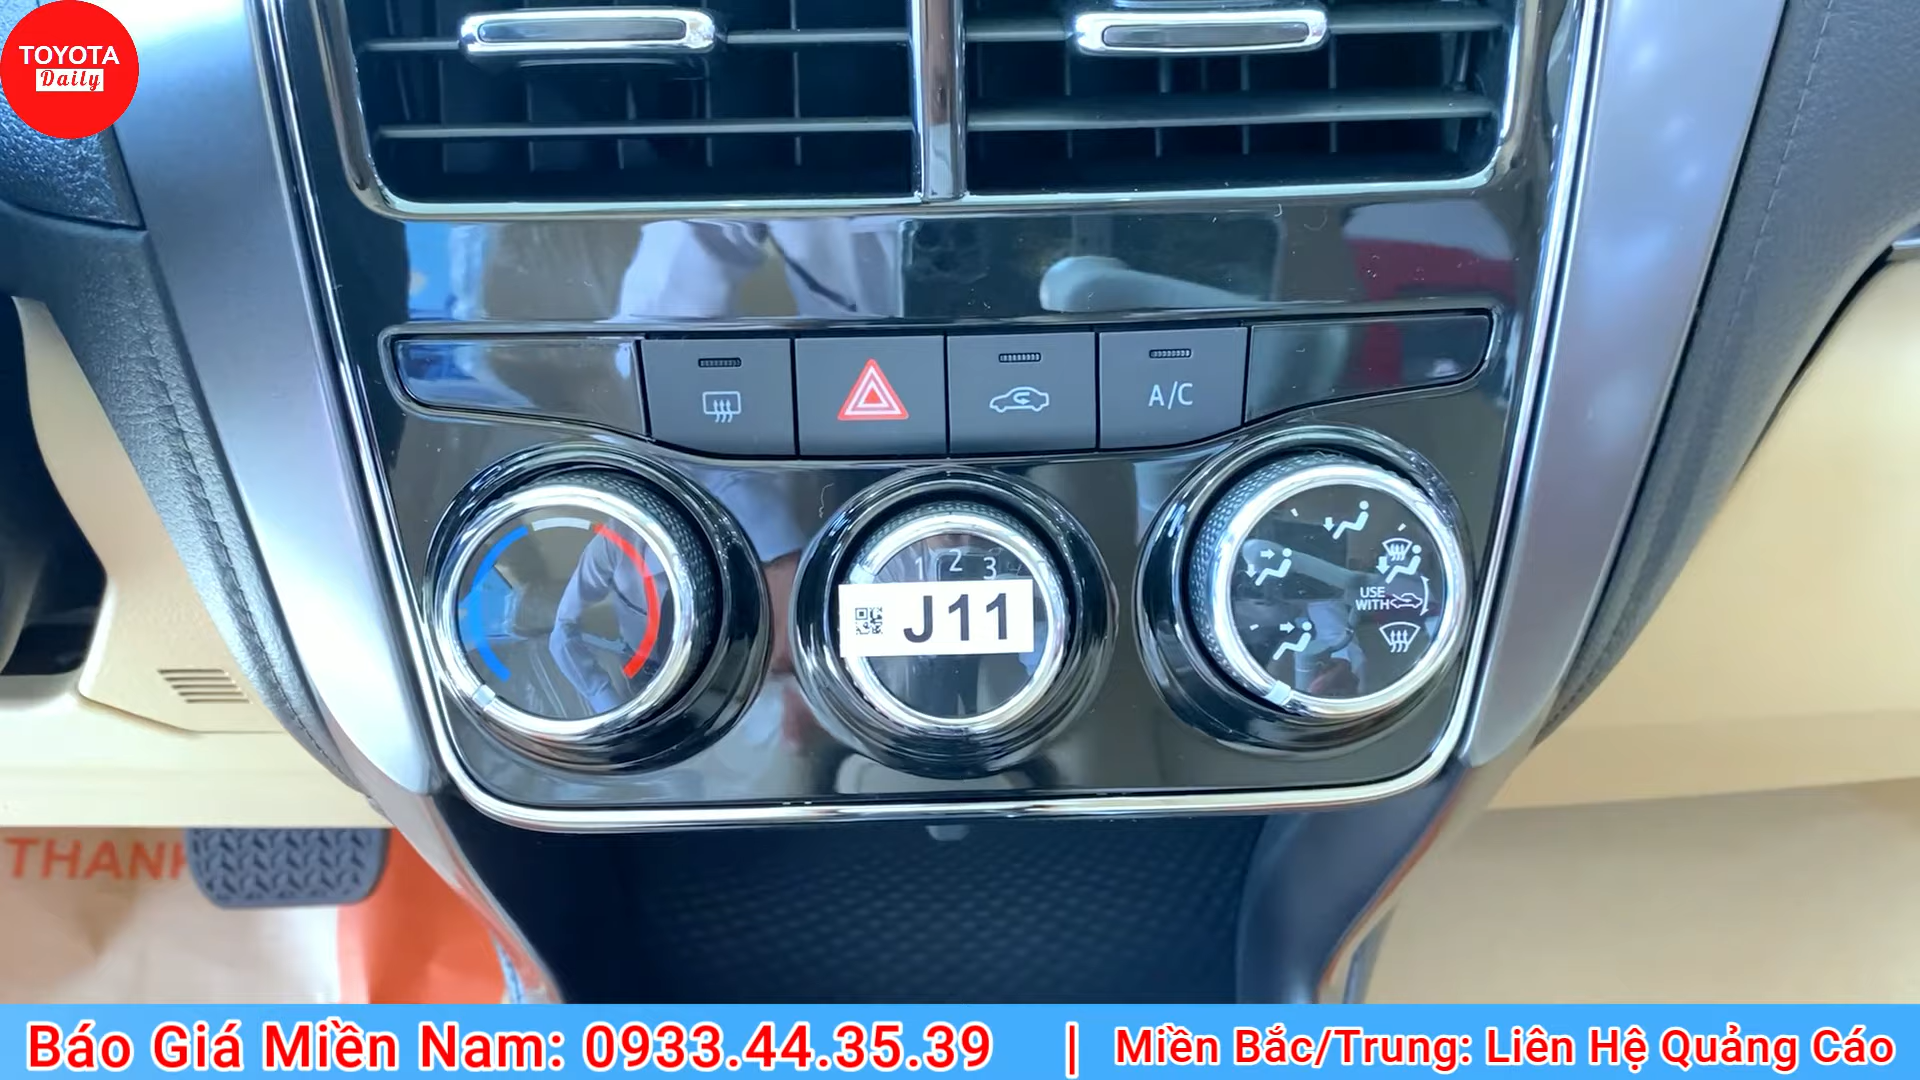 TOYOTA
Daily
A/C
1 2 3
J11
USE
WITH
THANK
Báo Giá Miền Nam: 0933.44.35.39 | Miền Bắc/Trung: Liên Hệ Quảng Cáo